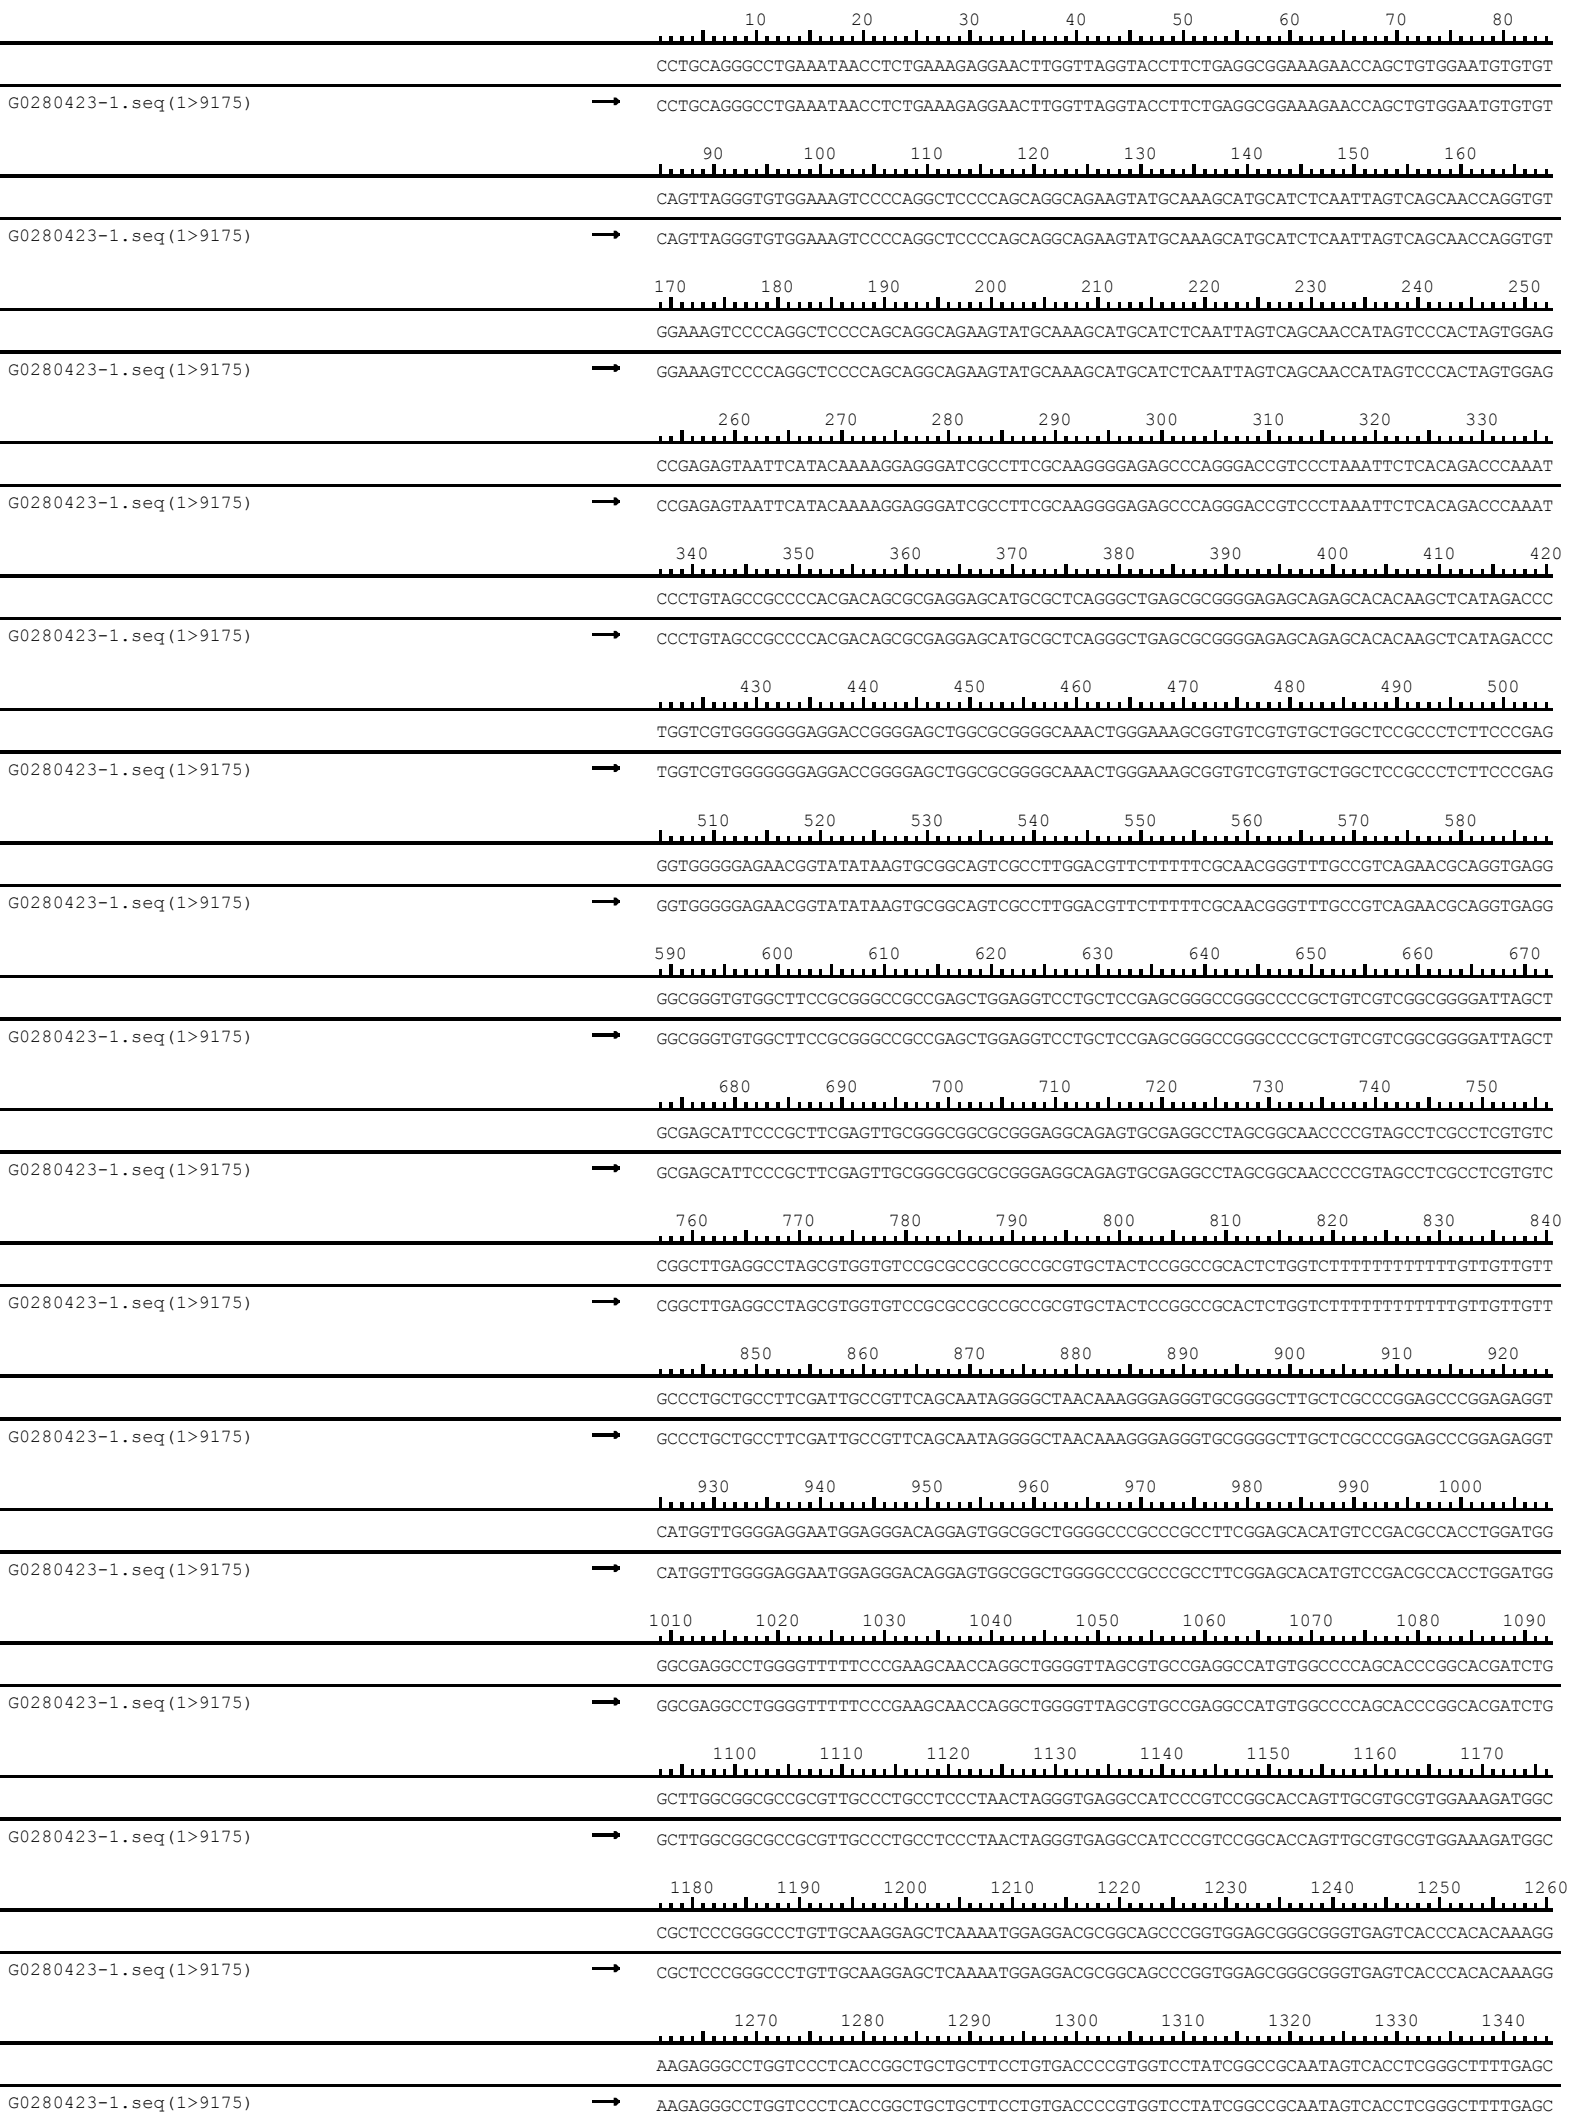 10 20 30 40 50 60 70 80
CCTGCAGGGCCTGAAATAACCTCTGAAAGAGGAACTTGGTTAGGTACCTTCTGAGGCGGAAAGAACCAGCTGTGGAATGTGTGT
G0280423-1.seq(1>9175) → CCTGCAGGGCCTGAAATAACCTCTGAAAGAGGAACTTGGTTAGGTACCTTCTGAGGCGGAAAGAACCAGCTGTGGAATGTGTGT
90 100 110 120 130 140 150 160
CAGTTAGGGTGTGGAAAGTCCCCAGGCTCCCCAGCAGGCAGAAGTATGCAAAGCATGCATCTCAATTAGTCAGCAACCAGGTGT
G0280423-1.seq(1>9175) → CAGTTAGGGTGTGGAAAGTCCCCAGGCTCCCCAGCAGGCAGAAGTATGCAAAGCATGCATCTCAATTAGTCAGCAACCAGGTGT
170 180 190 200 210 220 230 240 250
GGAAAGTCCCCAGGCTCCCCAGCAGGCAGAAGTATGCAAAGCATGCATCTCAATTAGTCAGCAACCATAGTCCCACTAGTGGAG
G0280423-1.seq(1>9175) → GGAAAGTCCCCAGGCTCCCCAGCAGGCAGAAGTATGCAAAGCATGCATCTCAATTAGTCAGCAACCATAGTCCCACTAGTGGAG
260 270 280 290 300 310 320 330
CCGAGAGTAATTCATACAAAAGGAGGGATCGCCTTCGCAAGGGGAGAGCCCAGGGACCGTCCCTAAATTCTCACAGACCCAAAT
G0280423-1.seq(1>9175) → CCGAGAGTAATTCATACAAAAGGAGGGATCGCCTTCGCAAGGGGAGAGCCCAGGGACCGTCCCTAAATTCTCACAGACCCAAAT
340 350 360 370 380 390 400 410 420
CCCTGTAGCCGCCCCACGACAGCGCGAGGAGCATGCGCTCAGGGCTGAGCGCGGGGAGAGCAGAGCACACAAGCTCATAGACCC
G0280423-1.seq(1>9175) → CCCTGTAGCCGCCCCACGACAGCGCGAGGAGCATGCGCTCAGGGCTGAGCGCGGGGAGAGCAGAGCACACAAGCTCATAGACCC
430 440 450 460 470 480 490 500
TGGTCGTGGGGGGGAGGACCGGGGAGCTGGCGCGGGGCAAACTGGGAAAGCGGTGTCGTGTGCTGGCTCCGCCCTCTTCCCGAG
G0280423-1.seq(1>9175) → TGGTCGTGGGGGGGAGGACCGGGGAGCTGGCGCGGGGCAAACTGGGAAAGCGGTGTCGTGTGCTGGCTCCGCCCTCTTCCCGAG
510 520 530 540 550 560 570 580
GGTGGGGGAGAACGGTATATAAGTGCGGCAGTCGCCTTGGACGTTCTTTTTCGCAACGGGTTTGCCGTCAGAACGCAGGTGAGG
G0280423-1.seq(1>9175) → GGTGGGGGAGAACGGTATATAAGTGCGGCAGTCGCCTTGGACGTTCTTTTTCGCAACGGGTTTGCCGTCAGAACGCAGGTGAGG
590 600 610 620 630 640 650 660 670
GGCGGGTGTGGCTTCCGCGGGCCGCCGAGCTGGAGGTCCTGCTCCGAGCGGGCCGGGCCCCGCTGTCGTCGGCGGGGATTAGCT
G0280423-1.seq(1>9175) → GGCGGGTGTGGCTTCCGCGGGCCGCCGAGCTGGAGGTCCTGCTCCGAGCGGGCCGGGCCCCGCTGTCGTCGGCGGGGATTAGCT
680 690 700 710 720 730 740 750
GCGAGCATTCCCGCTTCGAGTTGCGGGCGGCGCGGGAGGCAGAGTGCGAGGCCTAGCGGCAACCCCGTAGCCTCGCCTCGTGTC
G0280423-1.seq(1>9175) → GCGAGCATTCCCGCTTCGAGTTGCGGGCGGCGCGGGAGGCAGAGTGCGAGGCCTAGCGGCAACCCCGTAGCCTCGCCTCGTGTC
760 770 780 790 800 810 820 830 840
CGGCTTGAGGCCTAGCGTGGTGTCCGCGCCGCCGCCGCGTGCTACTCCGGCCGCACTCTGGTCTTTTTTTTTTTTGTTGTTGTT
G0280423-1.seq(1>9175) → CGGCTTGAGGCCTAGCGTGGTGTCCGCGCCGCCGCCGCGTGCTACTCCGGCCGCACTCTGGTCTTTTTTTTTTTTGTTGTTGTT
850 860 870 880 890 900 910 920
GCCCTGCTGCCTTCGATTGCCGTTCAGCAATAGGGGCTAACAAAGGGAGGGTGCGGGGCTTGCTCGCCCGGAGCCCGGAGAGGT
G0280423-1.seq(1>9175) → GCCCTGCTGCCTTCGATTGCCGTTCAGCAATAGGGGCTAACAAAGGGAGGGTGCGGGGCTTGCTCGCCCGGAGCCCGGAGAGGT
930 940 950 960 970 980 990 1000
CATGGTTGGGGAGGAATGGAGGGACAGGAGTGGCGGCTGGGGCCCGCCCGCCTTCGGAGCACATGTCCGACGCCACCTGGATGG
G0280423-1.seq(1>9175) → CATGGTTGGGGAGGAATGGAGGGACAGGAGTGGCGGCTGGGGCCCGCCCGCCTTCGGAGCACATGTCCGACGCCACCTGGATGG
1010 1020 1030 1040 1050 1060 1070 1080 1090
GGCGAGGCCTGGGGTTTTTCCCGAAGCAACCAGGCTGGGGTTAGCGTGCCGAGGCCATGTGGCCCCAGCACCCGGCACGATCTG
G0280423-1.seq(1>9175) → GGCGAGGCCTGGGGTTTTTCCCGAAGCAACCAGGCTGGGGTTAGCGTGCCGAGGCCATGTGGCCCCAGCACCCGGCACGATCTG
1100 1110 1120 1130 1140 1150 1160 1170
GCTTGGCGGCGCCGCGTTGCCCTGCCTCCCTAACTAGGGTGAGGCCATCCCGTCCGGCACCAGTTGCGTGCGTGGAAAGATGGC
G0280423-1.seq(1>9175) → GCTTGGCGGCGCCGCGTTGCCCTGCCTCCCTAACTAGGGTGAGGCCATCCCGTCCGGCACCAGTTGCGTGCGTGGAAAGATGGC
1180 1190 1200 1210 1220 1230 1240 1250 1260
CGCTCCCGGGCCCTGTTGCAAGGAGCTCAAAATGGAGGACGCGGCAGCCCGGTGGAGCGGGCGGGTGAGTCACCCACACAAAGG
G0280423-1.seq(1>9175) → CGCTCCCGGGCCCTGTTGCAAGGAGCTCAAAATGGAGGACGCGGCAGCCCGGTGGAGCGGGCGGGTGAGTCACCCACACAAAGG
1270 1280 1290 1300 1310 1320 1330 1340
AAGAGGGCCTGGTCCCTCACCGGCTGCTGCTTCCTGTGACCCCGTGGTCCTATCGGCCGCAATAGTCACCTCGGGCTTTTGAGC
G0280423-1.seq(1>9175) → AAGAGGGCCTGGTCCCTCACCGGCTGCTGCTTCCTGTGACCCCGTGGTCCTATCGGCCGCAATAGTCACCTCGGGCTTTTGAGC